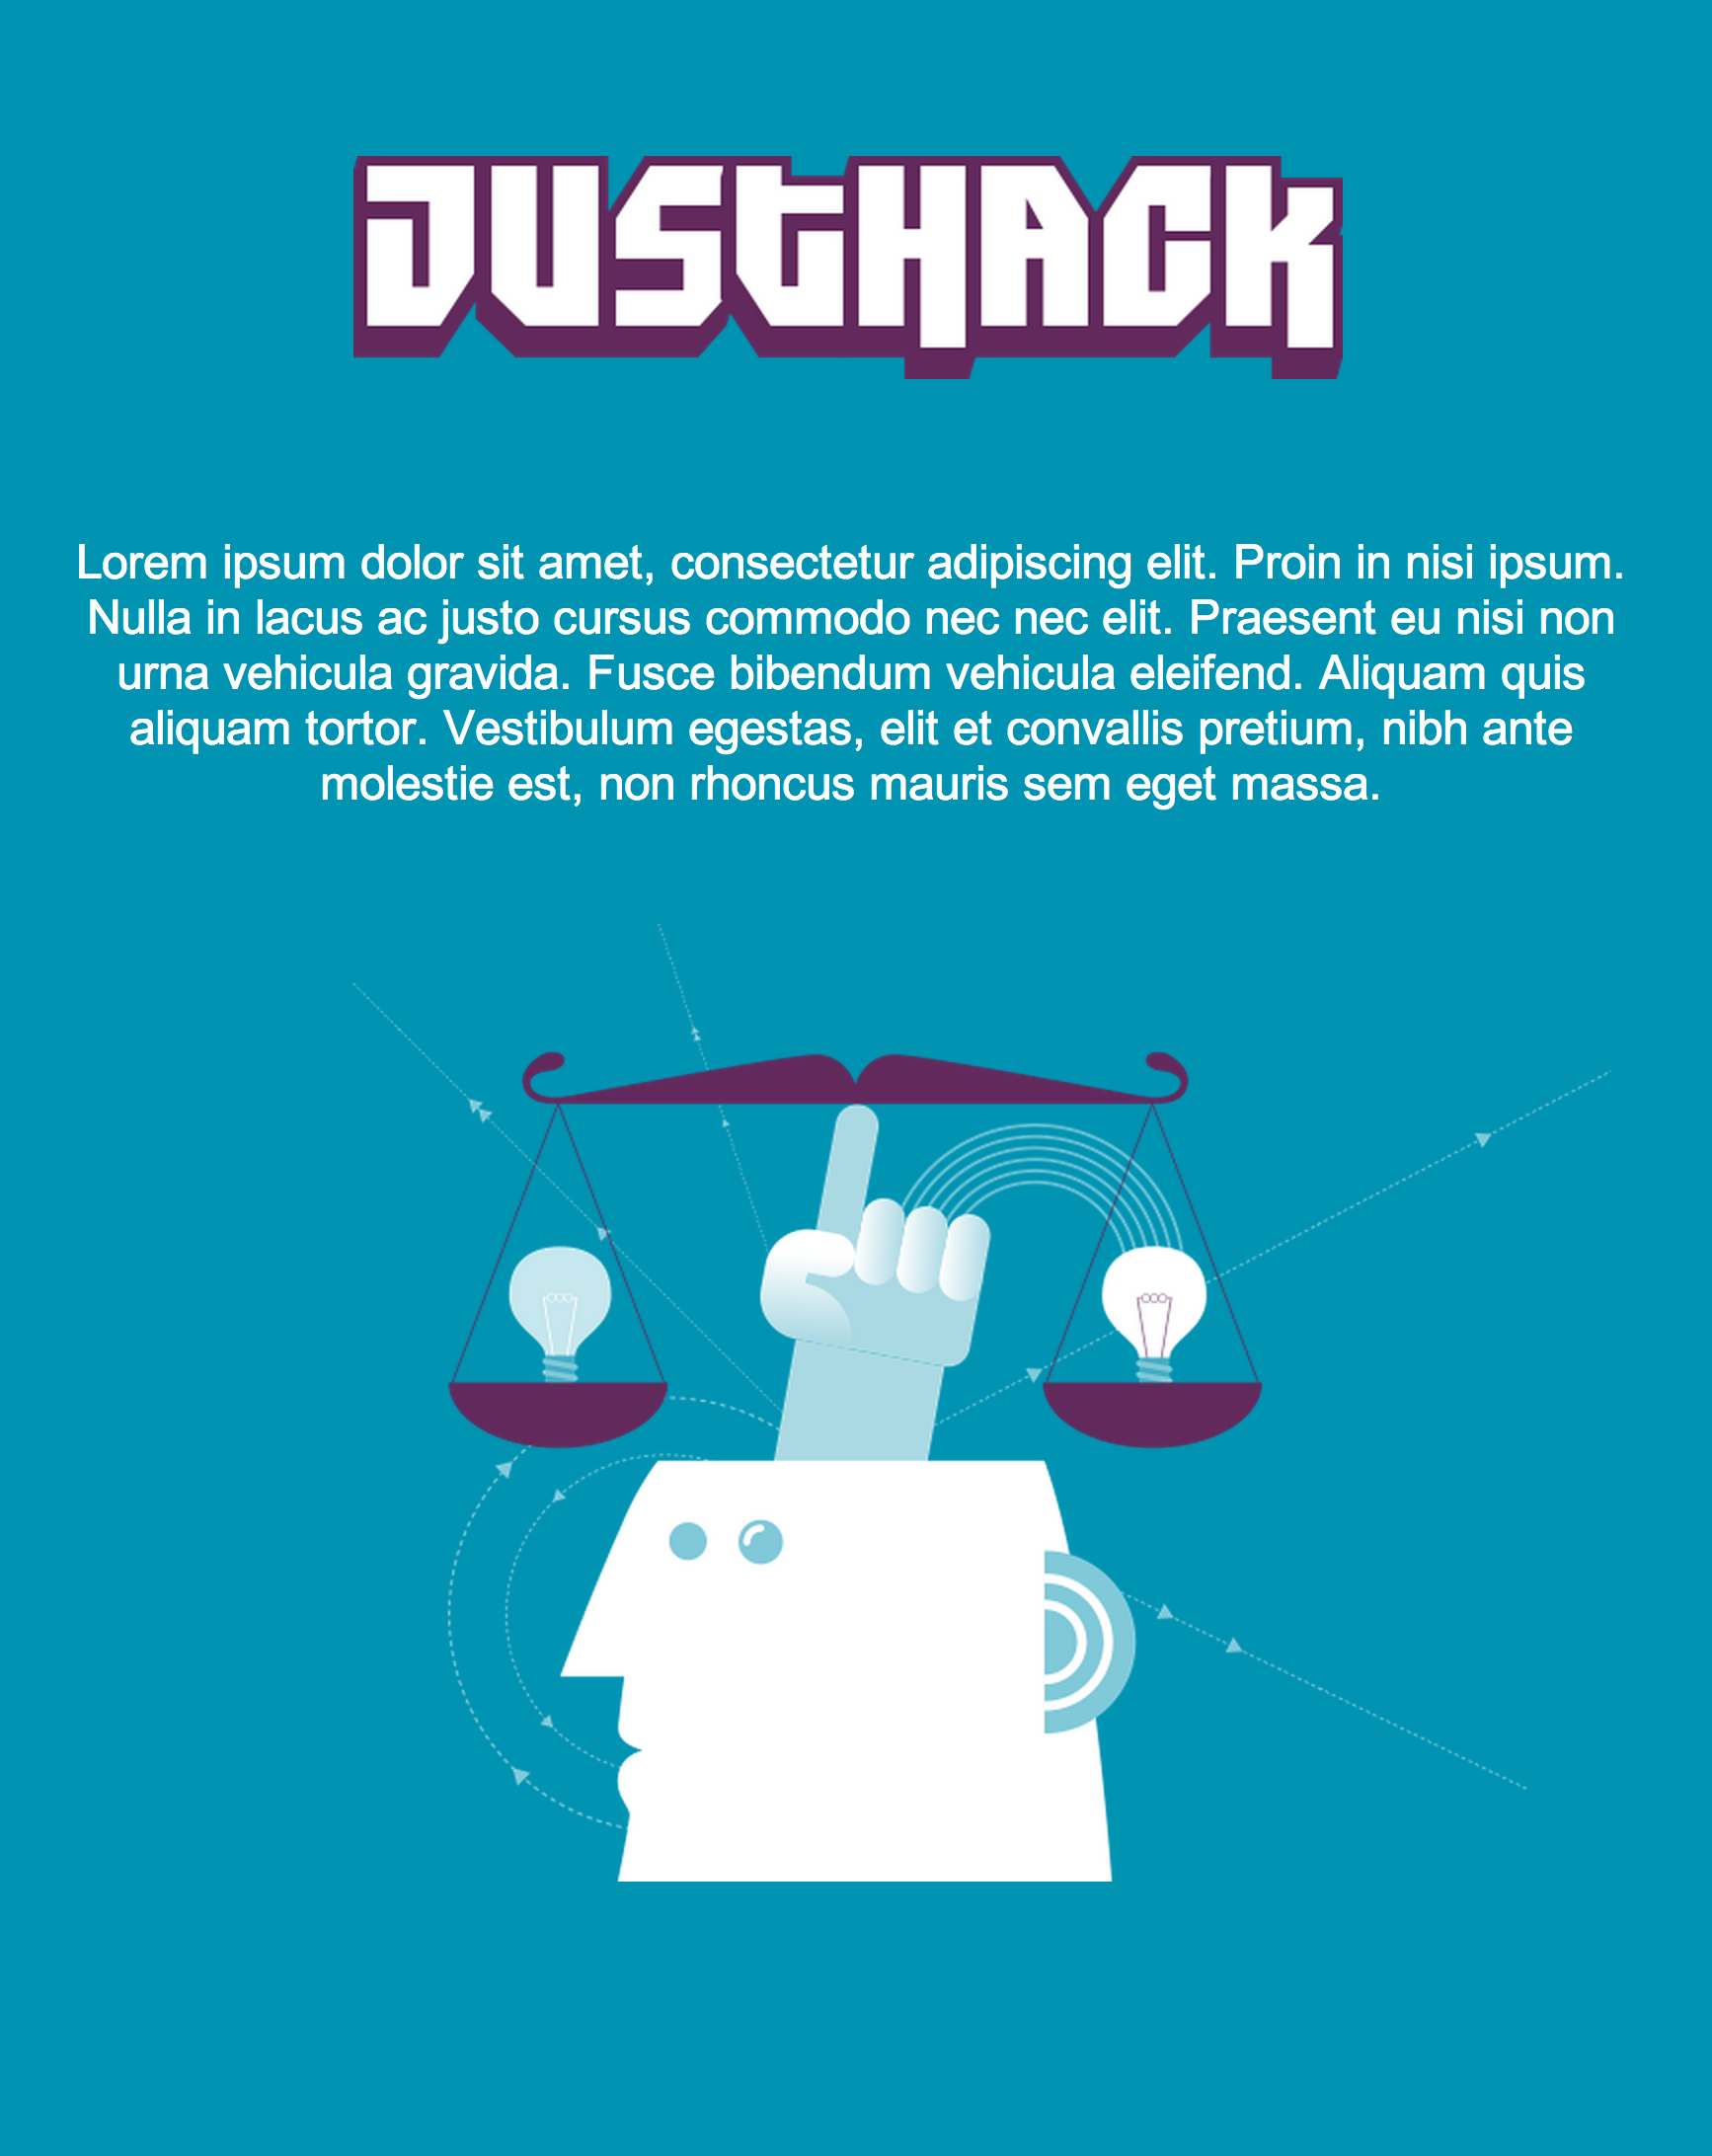 JUSTHACK
Lorem ipsum dolor sit amet, consectetur adipiscing elit. Proin in nisi ipsum.
Nulla in lacus ac justo cursus commodo nec nec elit. Praesent eu nisi non
urna vehicula gravida. Fusce bibendum vehicula eleifend. Aliquam quis
aliquam tortor. Vestibulum egestas, elit et convallis pretium, nibh ante
molestie est, non rhoncus mauris sem eget massa.